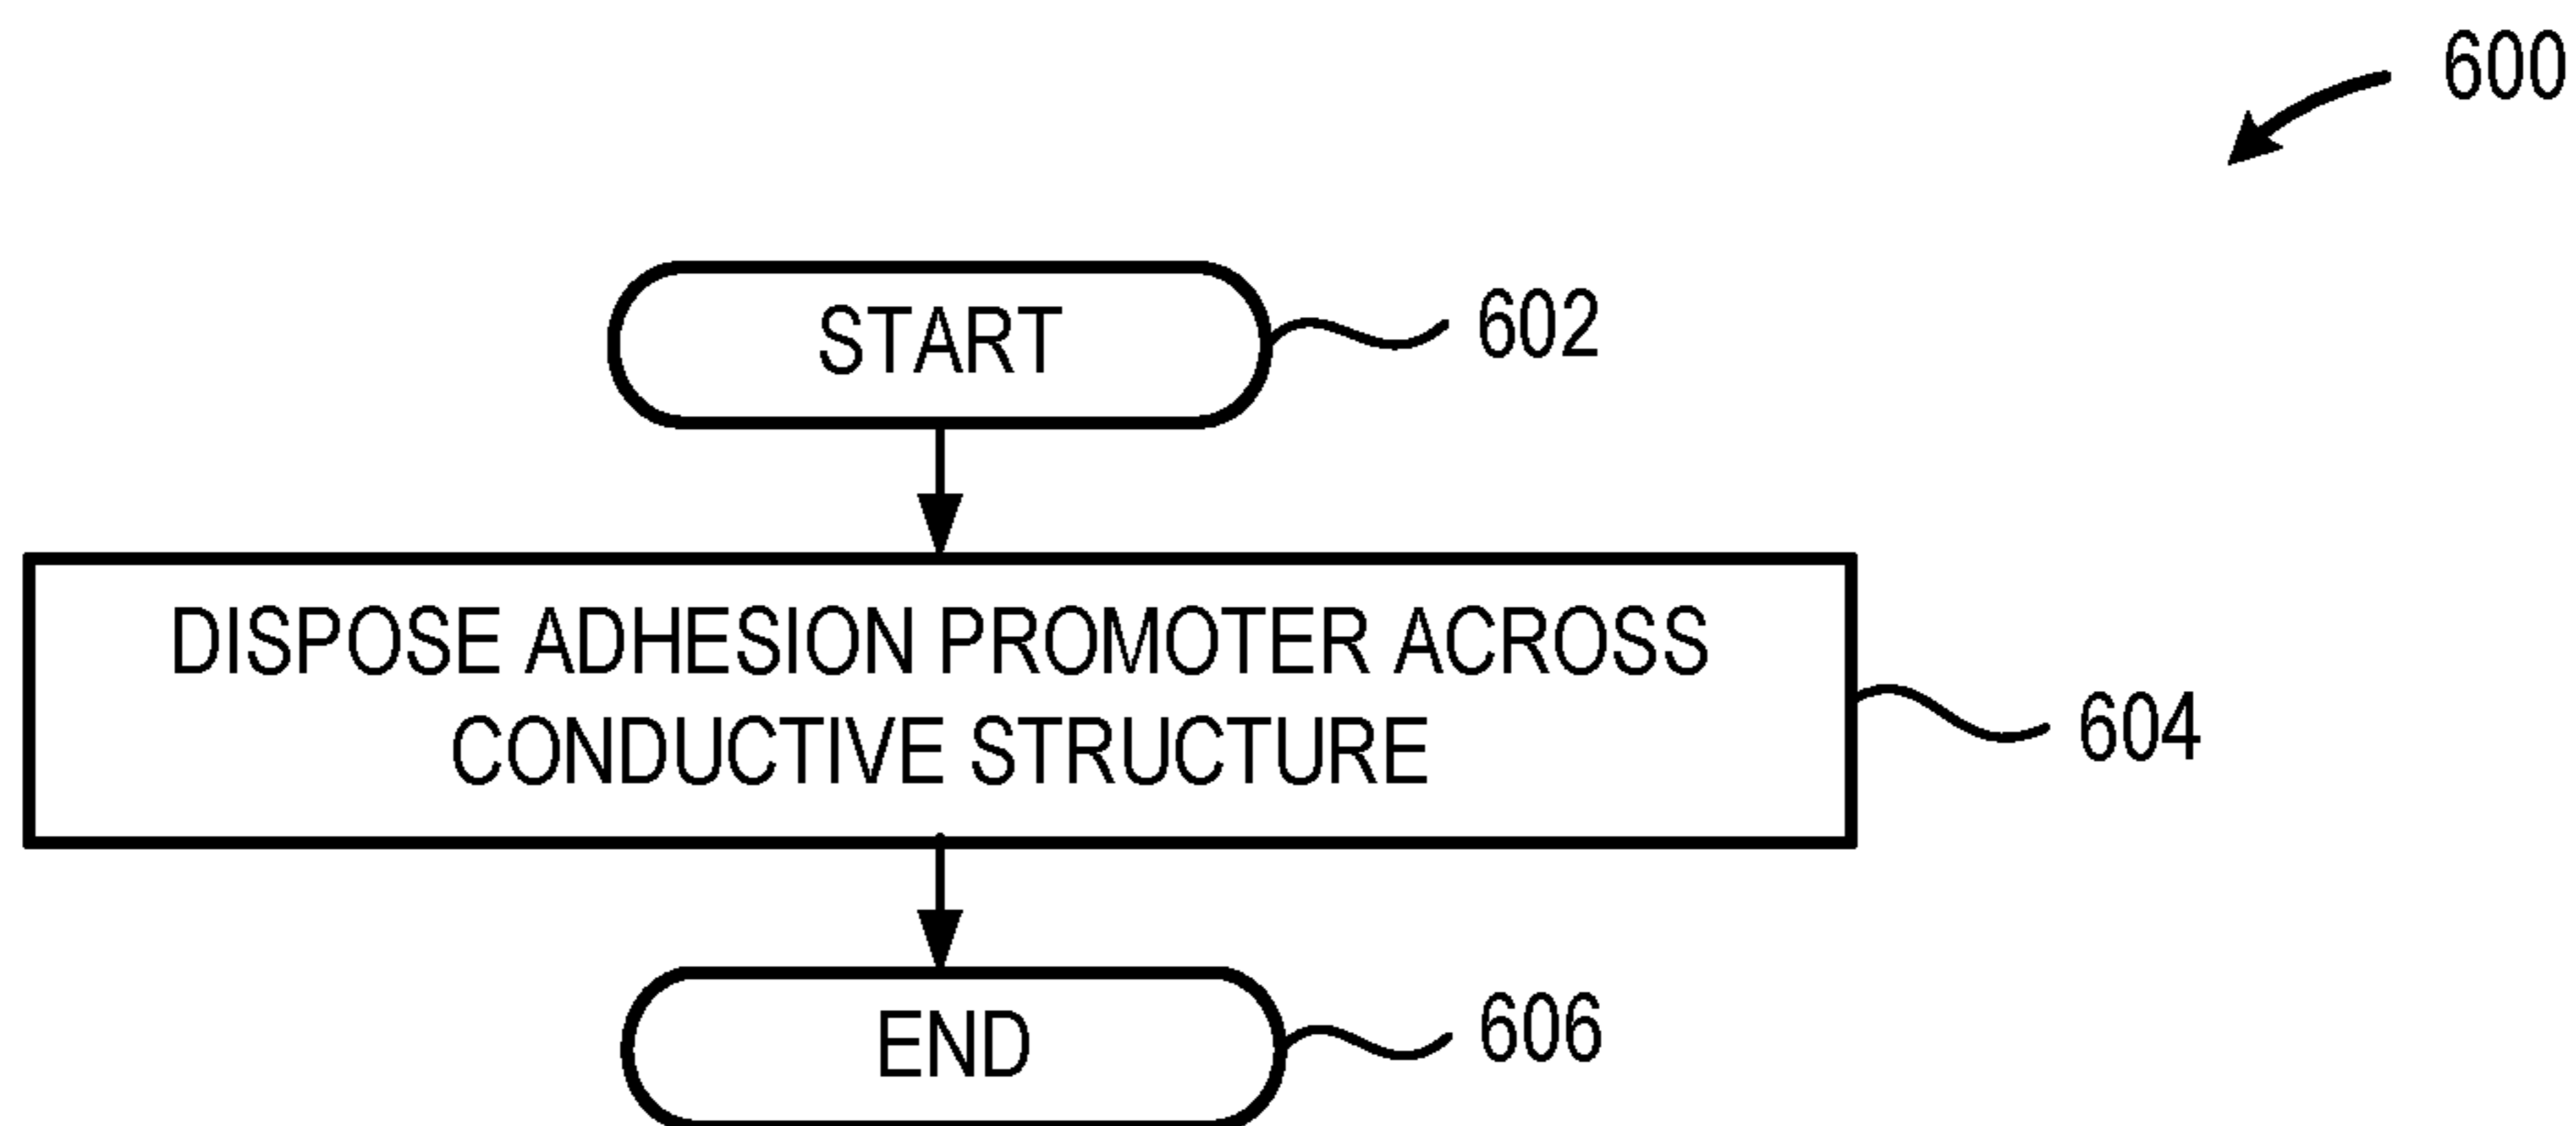 600
START
602
DISPOSE ADHESION PROMOTER ACROSS
CONDUCTIVE STRUCTURE
604
END
606